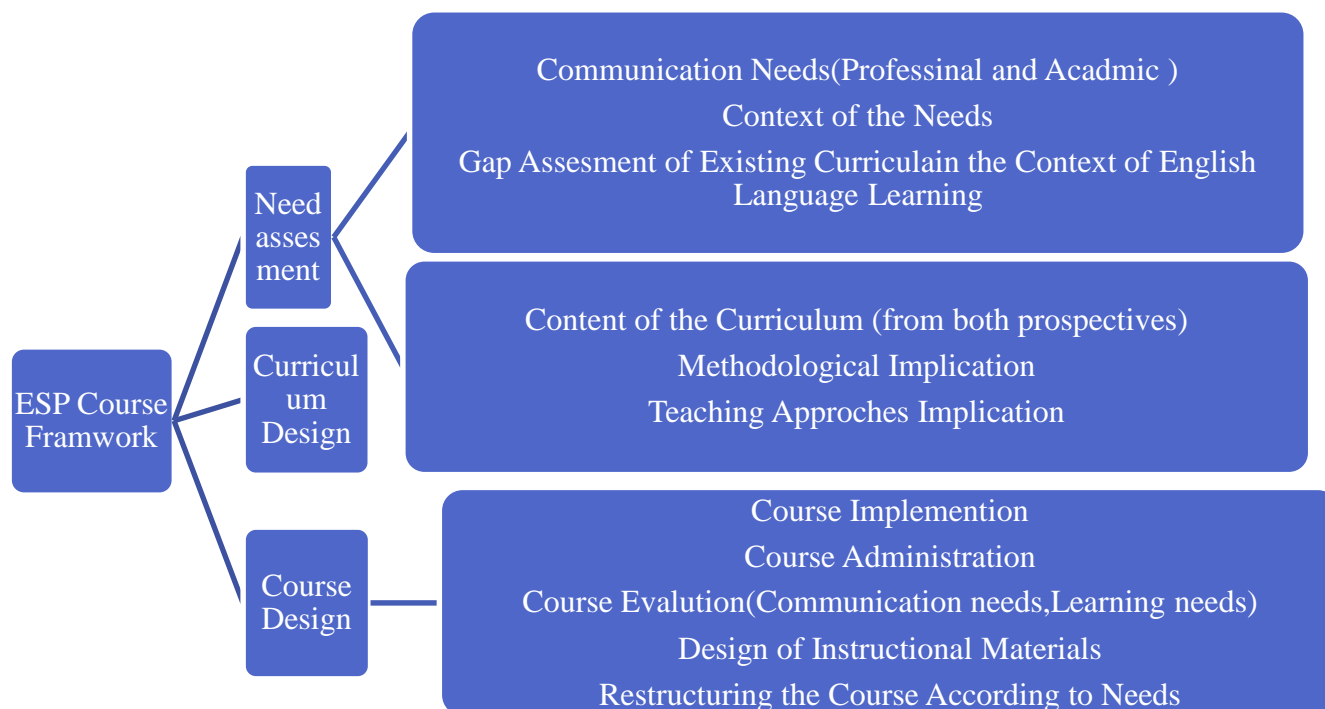 ESP Course
Framwork
Need
asses
ment
Communication Needs(Professinal and Acadmic )
Context of the Needs
Gap Assesment of Existing Curriculain the Context of English
Language Learning
Content of the Curriculum (from both prospectives)
Methodological Implication
Teaching Approches Implication
Curricul
um
Design
Course
Design
Course Implemention
Course Administration
Course Evalution(Communication needs,Learning needs)
Design of Instructional Materials
Restructuring the Course According to Needs